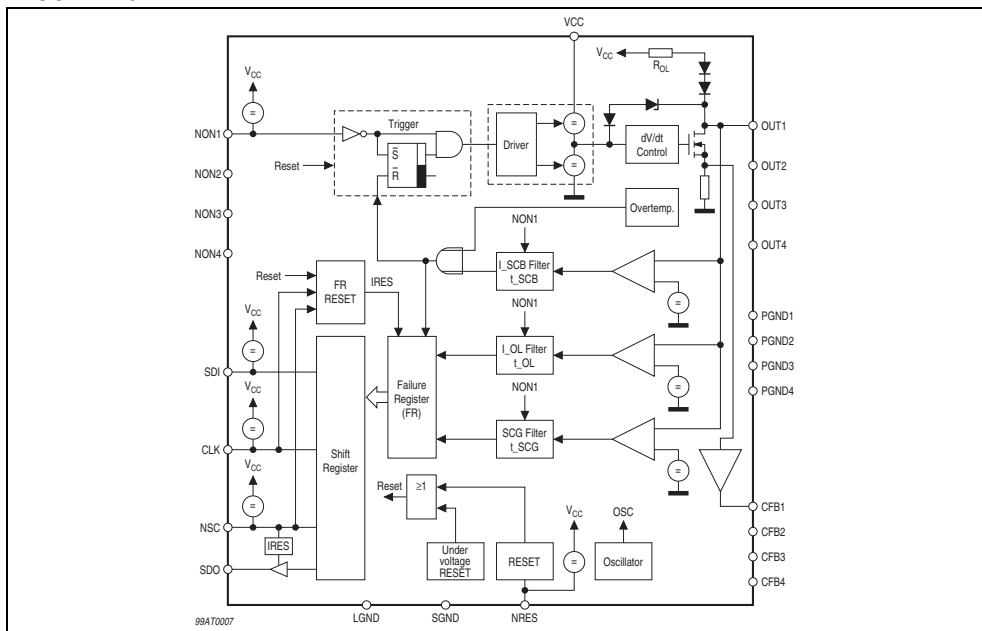 VCC
VCC
ROL
VCC
NON1
Trigger
S
R
Reset
Driver
dV/dt
Control
OUT1
NON2
OUT2
NON3
Overtemp.
OUT3
NON4
NON1
OUT4
I_SCB Filter
t_SCB
Reset
FR
RESET
IRES
VCC
NON1
PGND1
PGND2
SDI
Failure
Register
(FR)
I_OL Filter
t_OL
PGND3
VCC
NON1
PGND4
CLK
Shift
Register
SCG Filter
t_SCG
VCC
Reset
≥1
VCC
OSC
CFB1
NSC
CFB2
IRES
Under
voltage
RESET
RESET
Oscillator
CFB3
SDO
CFB4
LGND
SGND
NRES
99AT0007